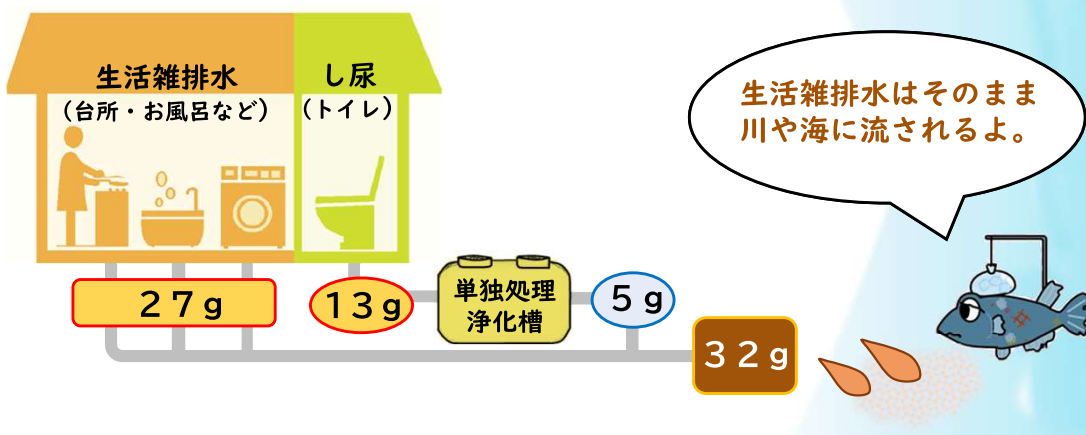 生活雑排水
(台所・お風呂など)
し尿
(トイレ)
生活雑排水はそのまま
川や海に流されるよ。
27g
13g
単独処理
浄化槽
5g
32g